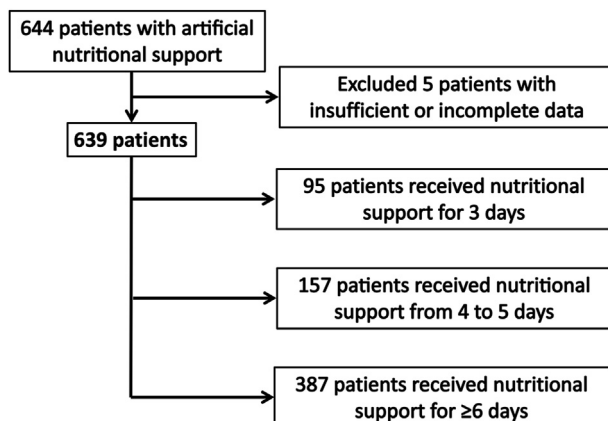 644 patients with artificial
nutritional support
Excluded 5 patients with
insufficient or incomplete data
639 patients
95 patients received nutritional
support for 3 days
157 patients received nutritional
support from 4 to 5 days
387 patients received nutritional
support for ≥6 days